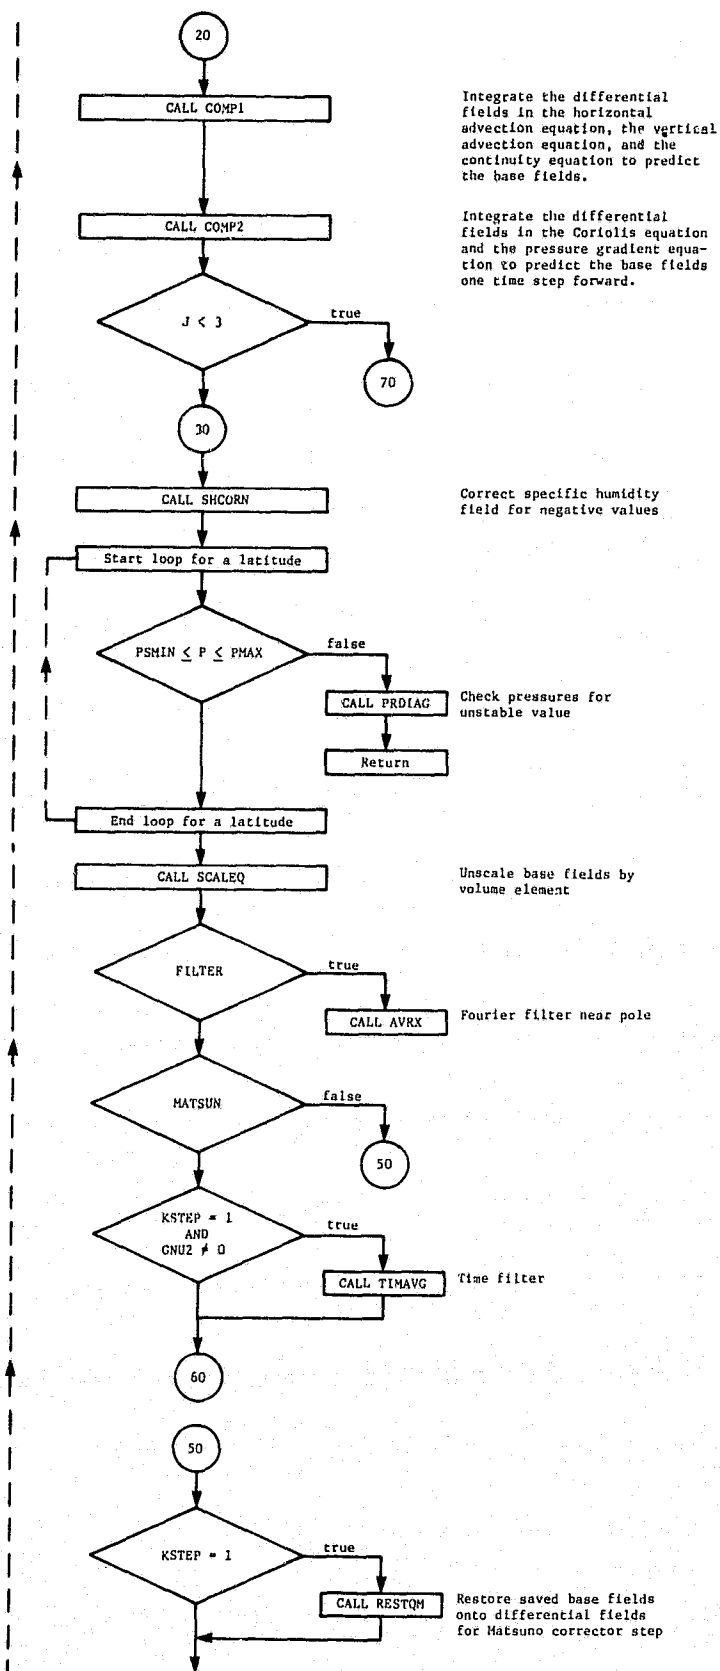 20
CALL COMP1
Integrate the differential
fields in the horizontal
advection equation, the vertical
advection equation, and the
continuity equation to predict
the base fields.
CALL COMP2
Integrate the differential
fields in the Coriolis equation
and the pressure gradient equa-
tion to predict the base fields
one time step forward.
J < 3
true
70
30
CALL SHCORN
Correct specific humidity
field for negative values
Start loop for a latitude
PSMIN ≤ P ≤ PMAX
false
CALL PRDIAG
Check pressures for
unstable value
Return
End loop for a latitude
CALL SCALEQ
Unscale base fields by
volume element
FILTER
true
CALL AVRX
Fourier filter near pole
MATSUN
false
50
KSTEP = 1
AND
GNU2 ≠ 0
true
CALL TIMAVG
Time filter
60
50
KSTEP = 1
true
CALL RESTQM
Restore saved base fields
onto differential fields
for Matsuno corrector step